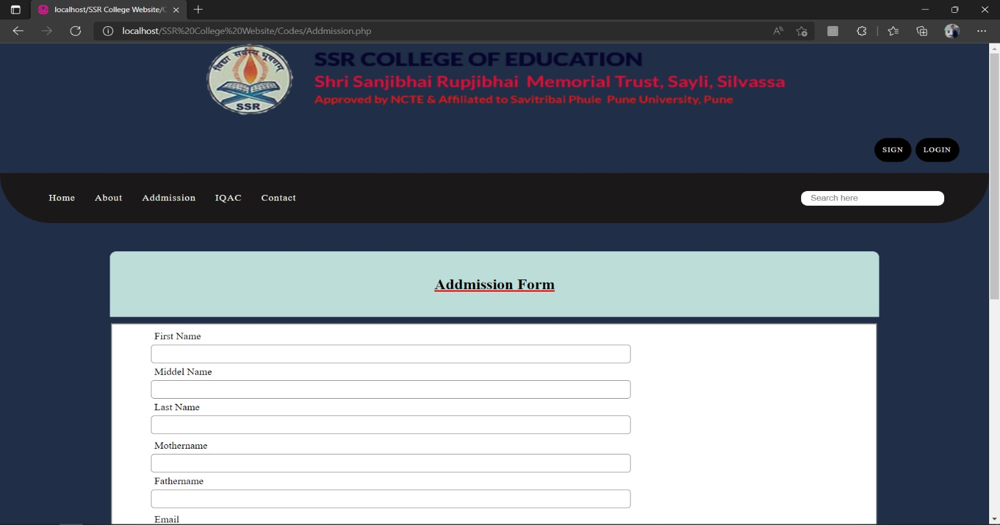 localhost/SSR College Website/C
localhost/SSR%20College%20Website/Codes/Addmission.php
विद्या सर्वस्य भूषणम्
SSR
SSR COLLEGE OF EDUCATION
Shri Sanjibhai Rupjibhai Memorial Trust, Sayli, Silvassa
Approved by NCTE & Affiliated to Savitribai Phule Pune University, Pune
SIGN LOGIN
Home About Addmission IQAC Contact Search here
Addmission Form
First Name
Middel Name
Last Name
Mothername
Fathername
Email